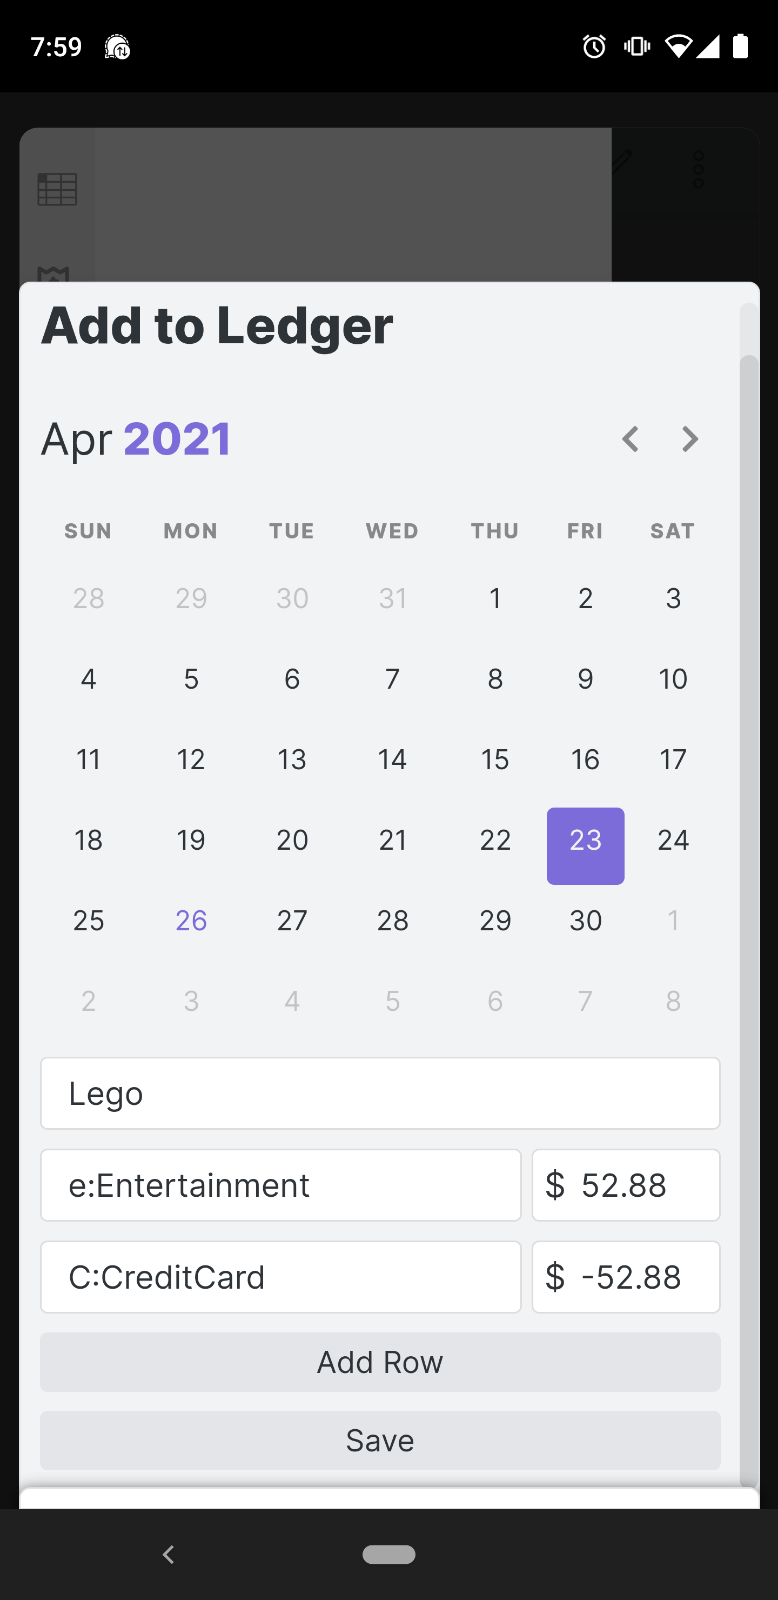 7:59
Add to Ledger
Apr 2021
SUN MON TUE WED THU FRI SAT
28 29 30 31 1 2 3
4 5 6 7 8 9 10
11 12 13 14 15 16 17
18 19 20 21 22 23 24
25 26 27 28 29 30 1
2 3 4 5 6 7 8
Lego
e:Entertainment $ 52.88
C:CreditCard $ -52.88
Add Row
Save